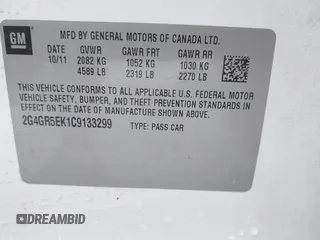 GM
BY GENERAL MOTORS OF CANADA LTD.
10/11 GVWR GAWR FRT GAWR RR
2082 KG 1052 KG 1030 KG
4589 LB 2319 LB 2270 LB
THIS VEHICLE CONFORMS TO ALL APPLICABLE U.S. FEDERAL MOTOR
VEHICLE SAFETY, BUMPER, AND THEFT PREVENTION STANDARDS
IN EFFECT ON THE DATE OF MANUFACTURE SHOWN ABOVE.
2G4GR5EK1C9133299 TYPE: PASS CAR
DREAMBID